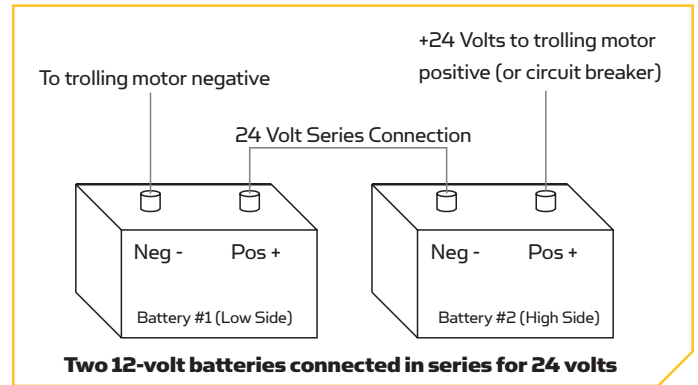 +24 Volts to trolling motor
positive (or circuit breaker)
To trolling motor negative
24 Volt Series Connection
Neg - Pos +
Neg - Pos +
Battery #1 (Low Side)
Battery #2 (High Side)
Two 12-volt batteries connected in series for 24 volts